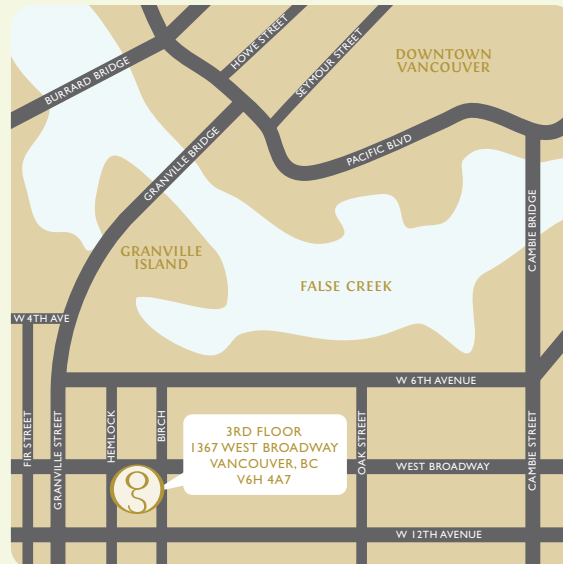 HOWE STREET
SEYMOUR STREET
DOWNTOWN
VANCOUVER
BURRARD BRIDGE
PACIFIC BLVD
GRANVILLE BRIDGE
CAMBIE BRIDGE
GRANVILLE
ISLAND
FALSE CREEK
W 4TH AVE
W 6TH AVENUE
FIR STREET
GRANVILLE STREET
HEMLOCK
BIRCH
3RD FLOOR
1367 WEST BROADWAY
VANCOUVER, BC
V6H 4A7
OAK STREET
WEST BROADWAY
CAMBIE STREET
W 12TH AVENUE